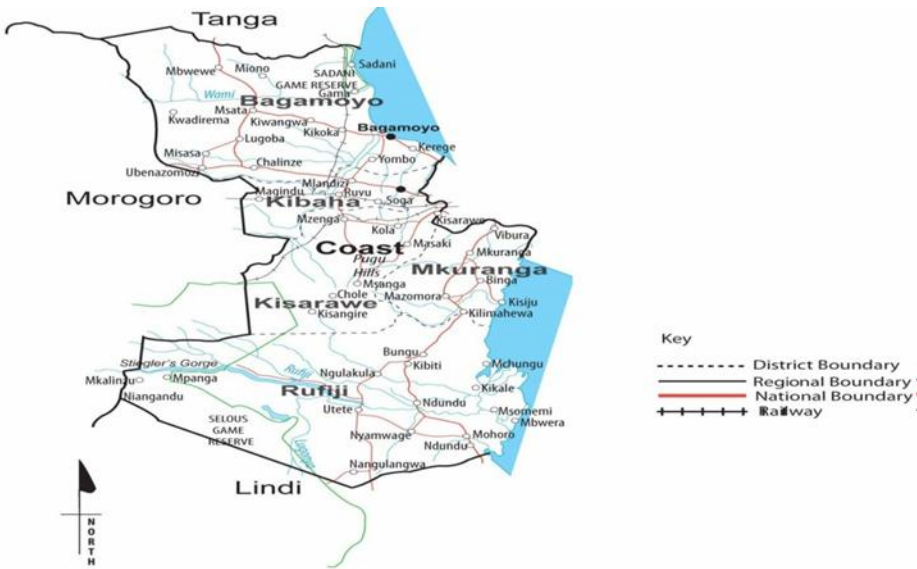 Tanga
Mbwewe
Miono
Sadani
SADANI
GAME RESERVE
Gama
Wami
Bagamoyo
Msata
Kwadirema
Kiwangwa
Kikoka
Bagamoyo
Lugoba
Kerege
Misasa
Chalinze
Yombo
Ubenazomozi
Mlandizi
Morogoro
Magindu
Ruvu
Kibaha
Soga
Mzenga
Kisarawe
Kola
Vibura
Coast
Masaki
Mkuranga
Pugu
Hills
Mkuranga
Msanga
Binga
Chole
Mazomora
Kisiju
Kisarawe
Kisangire
Kilimahewa
Bungu
Stiegler's Gorge
Rufiji
Kibiti
Mchungu
Mkalinzu
Mpanga
Ngulakula
Niangandu
Rufiji
Kikale
Utete
Ndundu
Msomemi
SELOUS
GAME
RESERVE
Mbwera
Nyamwage
Mohoro
Ndundu
Nangulangwa
Lindi
NORTH
Key
District Boundary
Regional Boundary
National Boundary